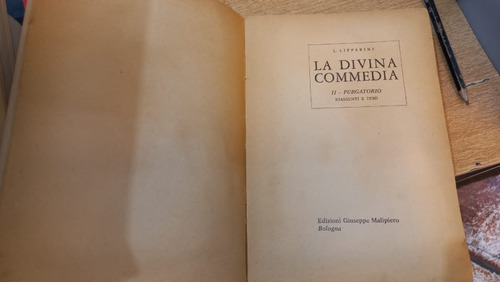 L. LIPPARINI
LA DIVINA
COMMEDIA
II - PURGATORIO
RIASSUNTI E TEMI
Edizioni Giuseppe Malipiero
Bologna